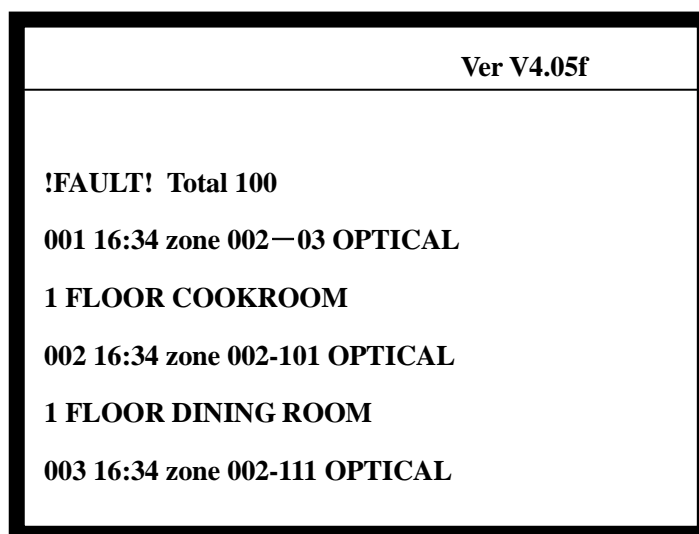 Ver V4.05f
!FAULT! Total 100
001 16:34 zone 002－03 OPTICAL
1 FLOOR COOKROOM
002 16:34 zone 002-101 OPTICAL
1 FLOOR DINING ROOM
003 16:34 zone 002-111 OPTICAL